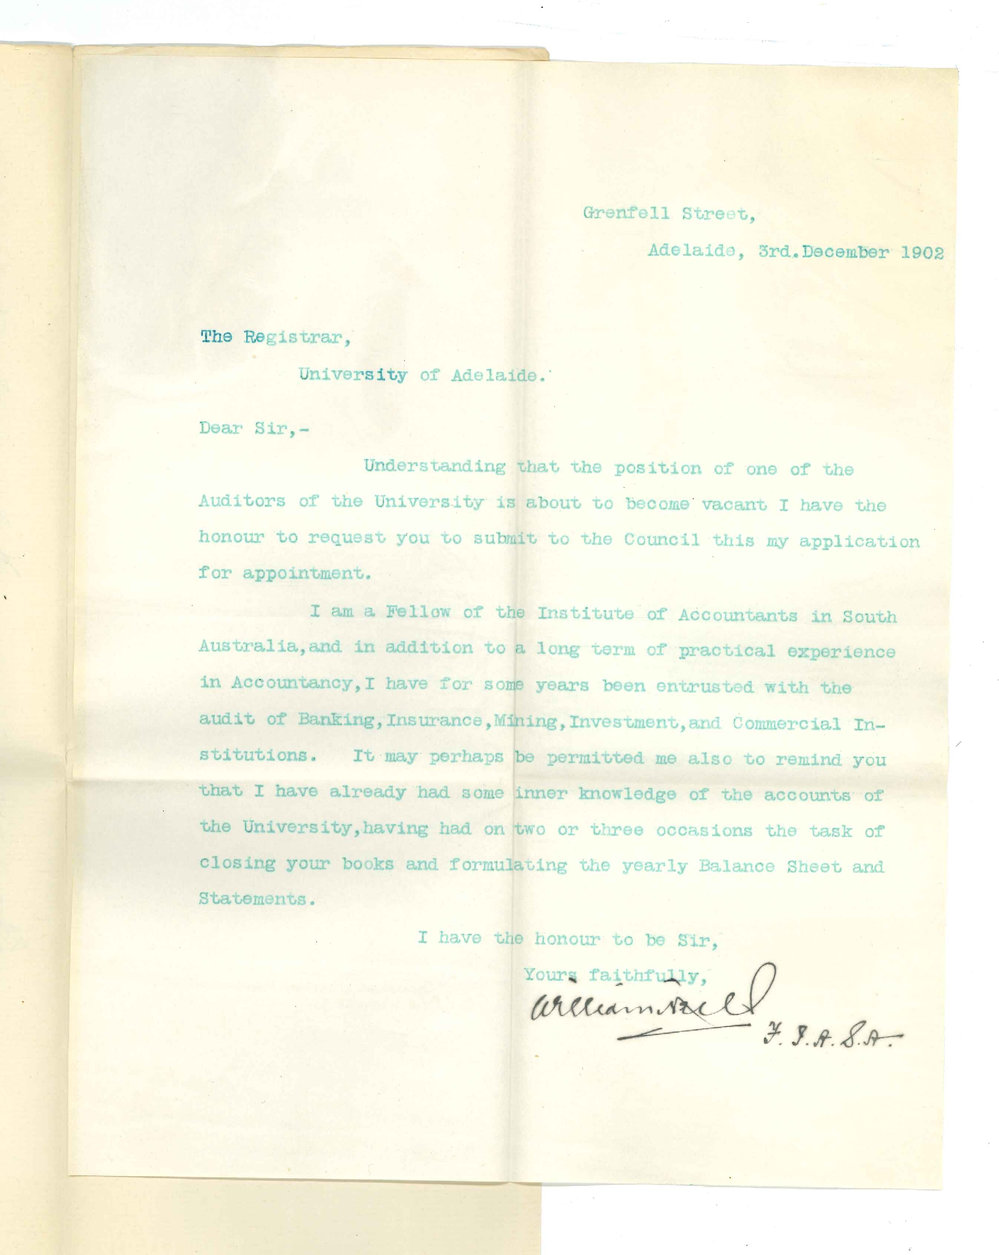 Grenfell Street,
Adelaide, 3rd.December 1902
The Registrar,
University of Adelaide.
Dear Sir,-
Understanding that the position of one of the
Auditors of the University is about to become vacant I have the
honour to request you to submit to the Council this my application
for appointment.
I am a Fellow of the Institute of Accountants in South
Australia,and in addition to a long term of practical experience
in Accountancy,I have for some years been entrusted with the
audit of Banking,Insurance,Mining,Investment,and Commercial In-
stitutions. It may perhaps be permitted me also to remind you
that I have already had some inner knowledge of the accounts of
the University,having had on two or three occasions the task of
closing your books and formulating the yearly Balance Sheet and
Statements.
I have the honour to be Sir,
Yours faithfully,
William
F.I.A.S.A.